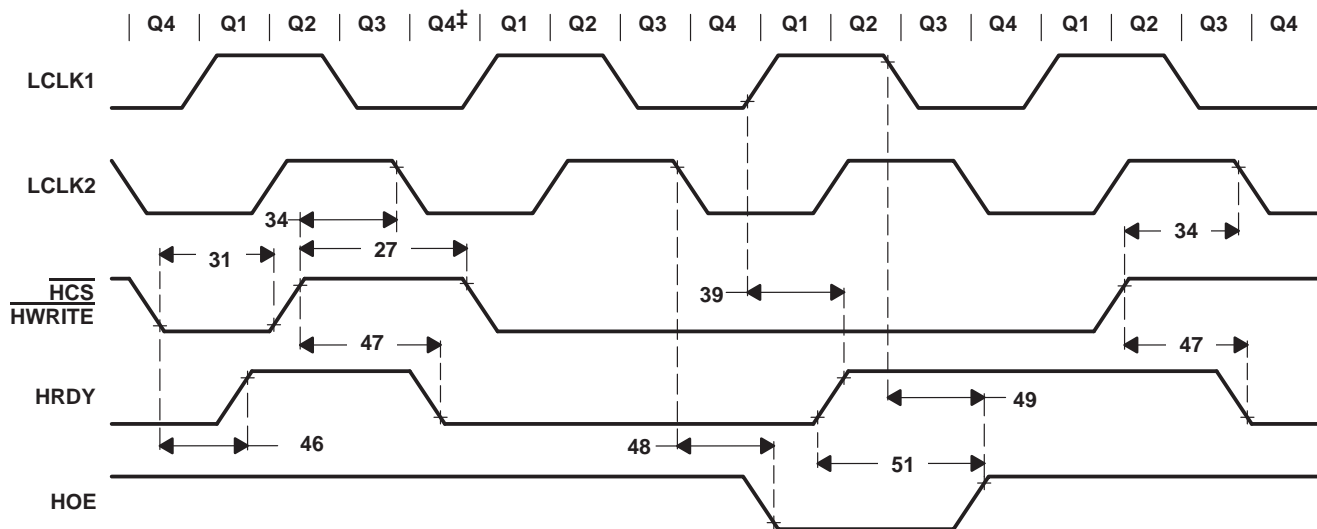 Q4 Q1 Q2 Q3 Q4‡ Q1 Q2 Q3 Q4 Q1 Q2 Q3 Q4 Q1 Q2 Q3 Q4
LCLK1
LCLK2
34
34
31
27
HCS
HWRITE
39
47
47
HRDY
49
46
48
51
HOE